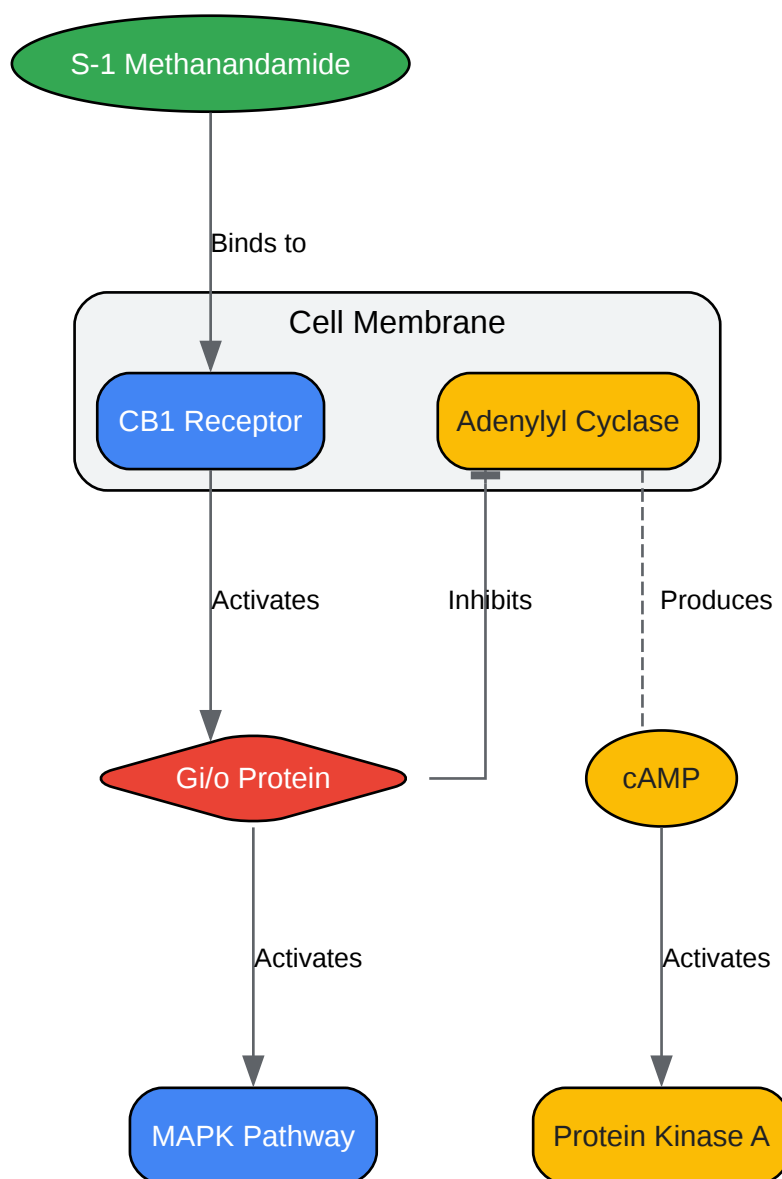 S-1 Methanandamide
Binds to
Cell Membrane
CB1 Receptor
Adenylyl Cyclase
Activates
Inhibits
Produces
Gi/o Protein
cAMP
Activates
Activates
MAPK Pathway
Protein Kinase A